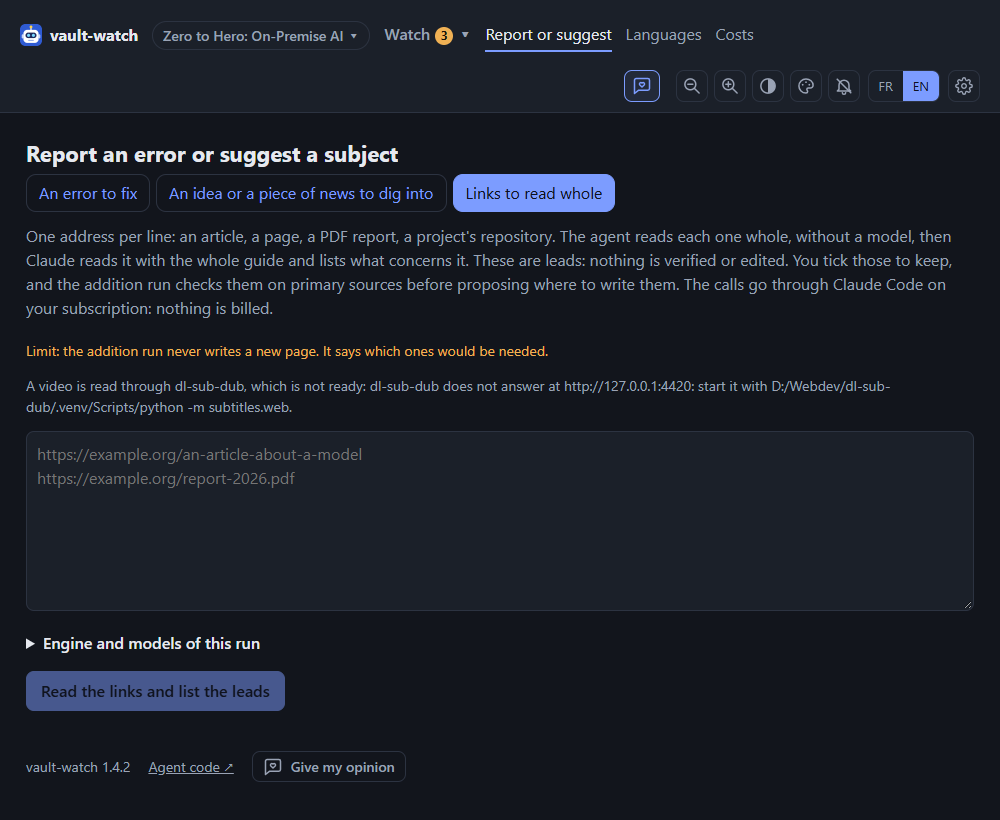 vault-watch
Zero to Hero: On-Premise AI
Watch 3
Report or suggest
Languages
Costs
FR
EN
Report an error or suggest a subject
An error to fix
An idea or a piece of news to dig into
Links to read whole
One address per line: an article, a page, a PDF report, a project's repository. The agent reads each one whole, without a model, then
Claude reads it with the whole guide and lists what concerns it. These are leads: nothing is verified or edited. You tick those to keep,
and the addition run checks them on primary sources before proposing where to write them. The calls go through Claude Code on
your subscription: nothing is billed.
Limit: the addition run never writes a new page. It says which ones would be needed.
A video is read through dl-sub-dub, which is not ready: dl-sub-dub does not answer at http://127.0.0.1:4420: start it with D:/Webdev/dl-sub-
dub/.venv/Scripts/python -m subtitles.web.
https://example.org/an-article-about-a-model
https://example.org/report-2026.pdf
Engine and models of this run
Read the links and list the leads
vault-watch 1.4.2
Agent code ↗
Give my opinion